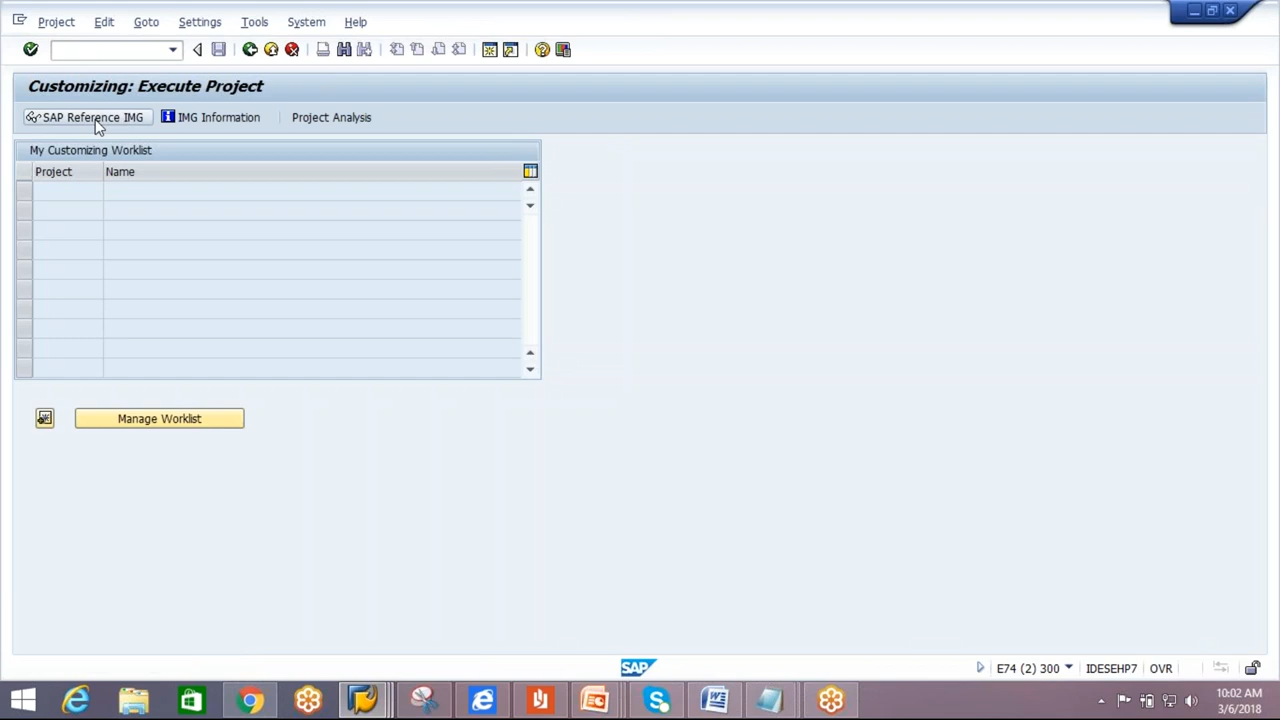 Project Edit Goto Settings Tools System Help
Customizing: Execute Project
SAP Reference IMG IMG Information Project Analysis
My Customizing Worklist
Project Name
Manage Worklist
SAP E74 (2) 300 IDESEHP7 OVR
10:02 AM
3/6/2018